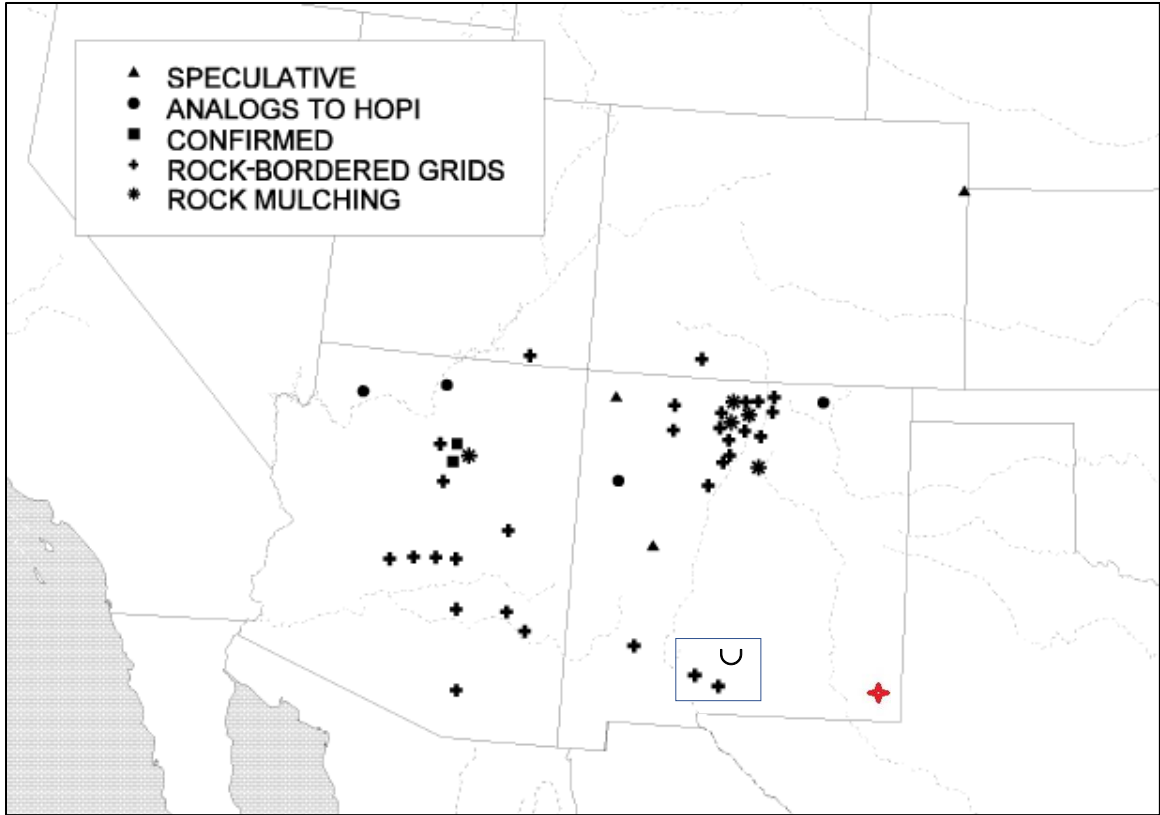 SPECULATIVE
ANALOGS TO HOPI
CONFIRMED
ROCK-BORDERED GRIDS
ROCK MULCHING